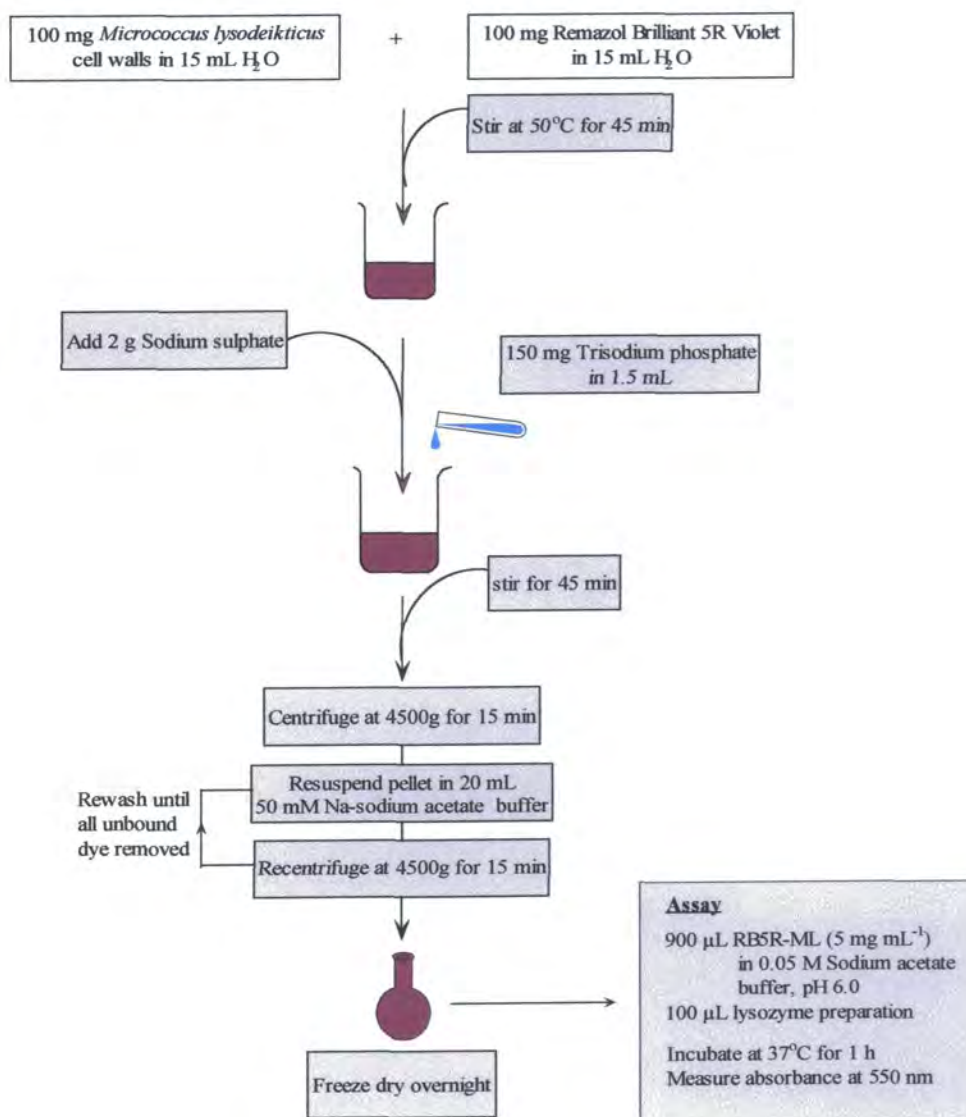 100 mg Micrococcus lysodeikticus
cell walls in 15 mL H₂O
+
100 mg Remazol Brilliant 5R Violet
in 15 mL H₂O
Stir at 50°C for 45 min
Add 2 g Sodium sulphate
150 mg Trisodium phosphate
in 1.5 mL
stir for 45 min
Centrifuge at 4500g for 15 min
Resuspend pellet in 20 mL
50 mM Na-sodium acetate buffer
Rewash until
all unbound
dye removed
Recentrifuge at 4500g for 15 min
Freeze dry overnight
Assay
900 µL RB5R-ML (5 mg mL⁻¹)
in 0.05 M Sodium acetate
buffer, pH 6.0
100 µL lysozyme preparation
Incubate at 37°C for 1 h
Measure absorbance at 550 nm